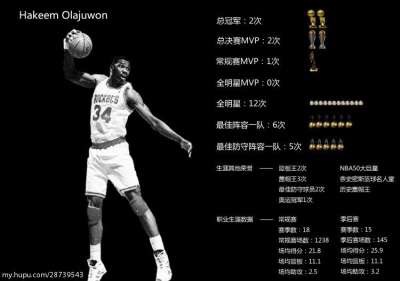 Hakeem Olajuwon
总冠军:2次
总决赛MVP:2次
常规赛MVP:1次
全明星MVP:0次
全明星:12次
最佳阵容一队:6次
最佳防守阵容一队:5次
生涯其他荣誉 —— 篮板王2次 NBA50大巨星
盖帽王3次 奈史密斯篮球名人堂
最佳防守球员2次 历史盖帽王
奥运冠军1次
职业生涯数据 —— 常规赛 季后赛
赛季数:18 赛季数:15
常规赛场数:1238 季后赛场数:145
场均得分:21.8 场均得分:25.9
场均篮板:11.1 场均篮板:11.1
场均助攻:2.5 场均助攻:3.2
ROCKETS
34
my.hupu.com/28739543